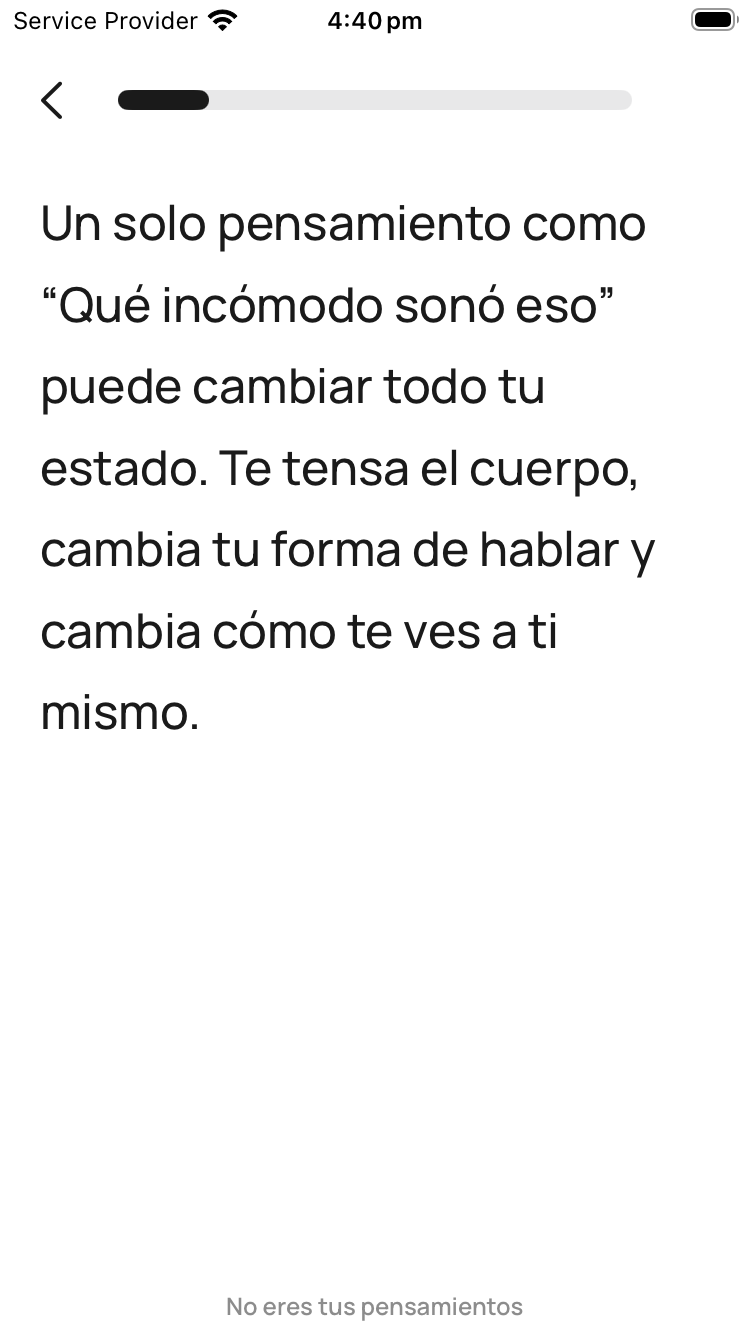 Service Provider 4:40 pm
Un solo pensamiento como
“Qué incómodo sonó eso”
puede cambiar todo tu
estado. Te tensa el cuerpo,
cambia tu forma de hablar y
cambia cómo te ves a ti
mismo.
No eres tus pensamientos